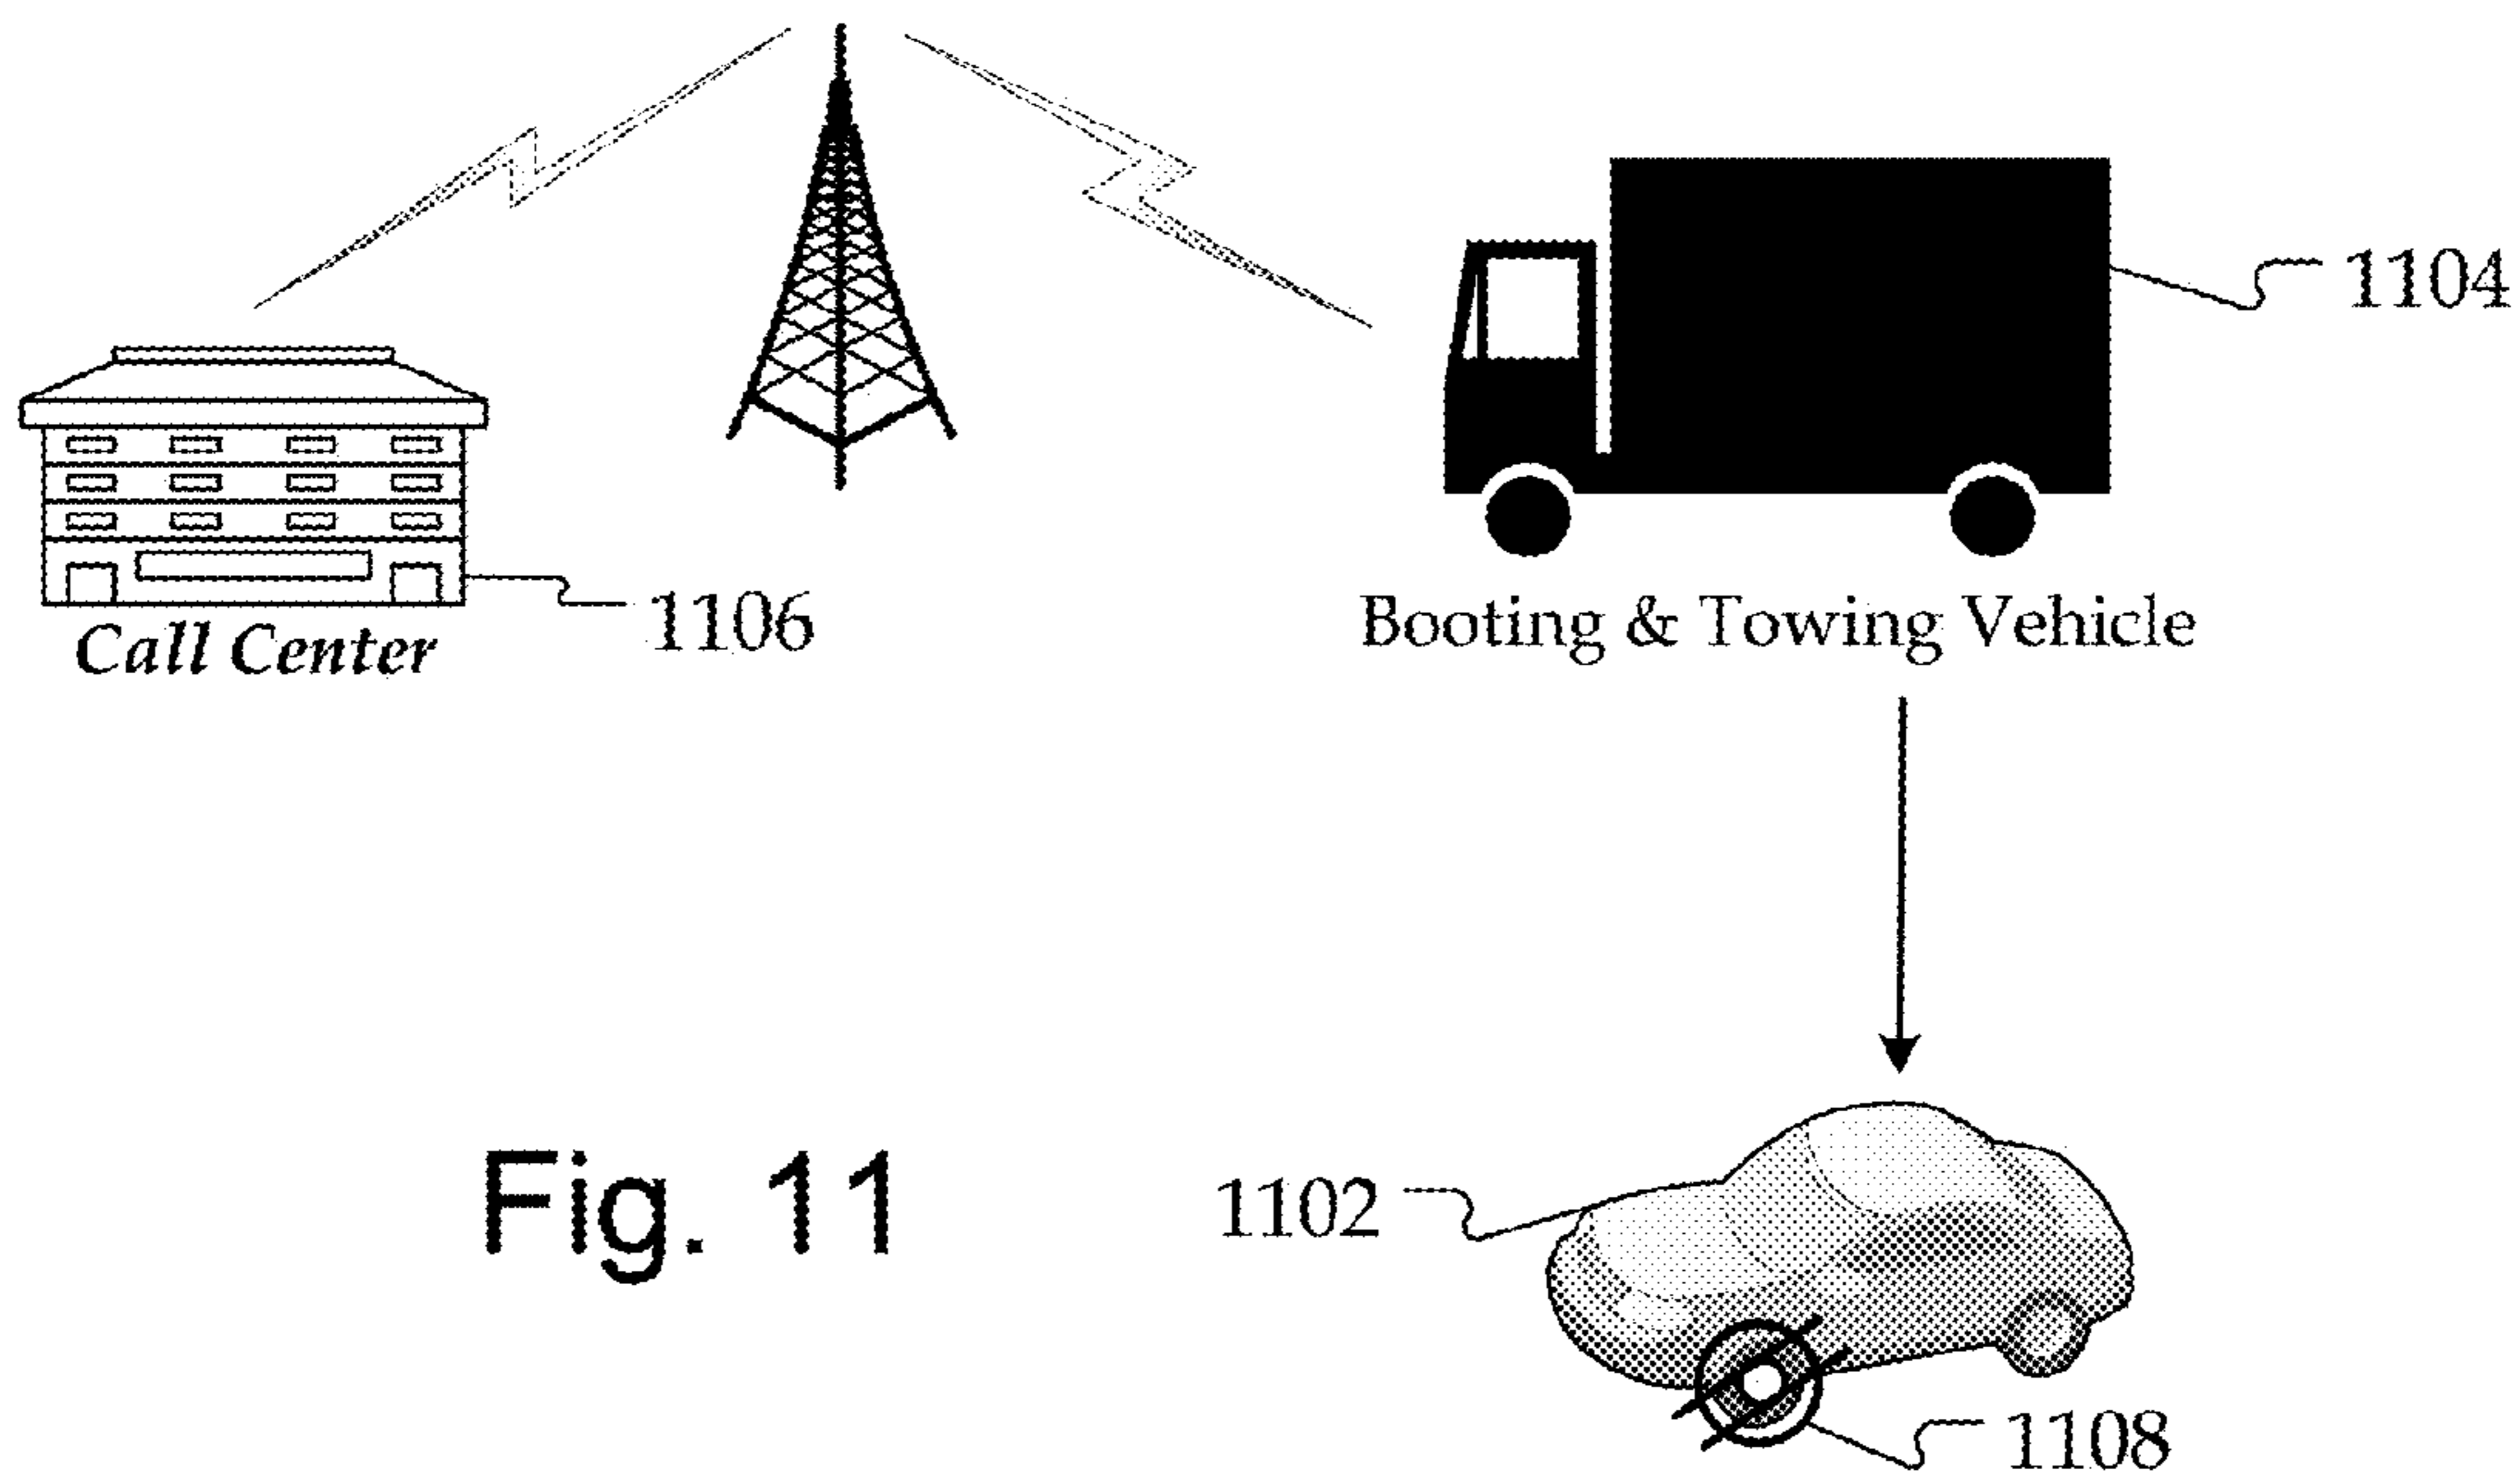 1104
1106
Call Center
Booting & Towing Vehicle
Fig. 11
1102
1108